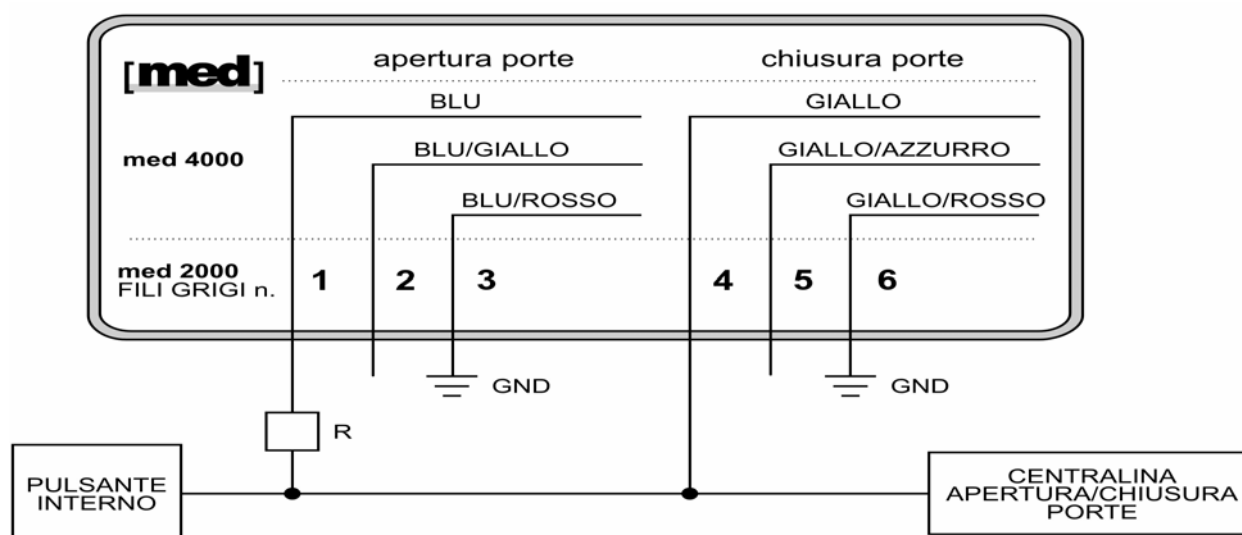 [med]
apertura porte
chiusura porte
BLU
GIALLO
med 4000
BLU/GIALLO
GIALLO/AZZURRO
BLU/ROSSO
GIALLO/ROSSO
med 2000
FILI GRIGI n.
1
2
3
4
5
6
GND
GND
R
PULSANTE
INTERNO
CENTRALINA
APERTURA/CHIUSURA
PORTE